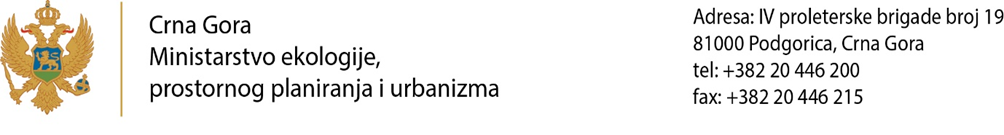 Crna Gora
Ministarstvo ekologije,
prostornog planiranja i urbanizma
Adresa: IV proleterske brigade broj 19
81000 Podgorica, Crna Gora
tel: +382 20 446 200
fax: +382 20 446 215